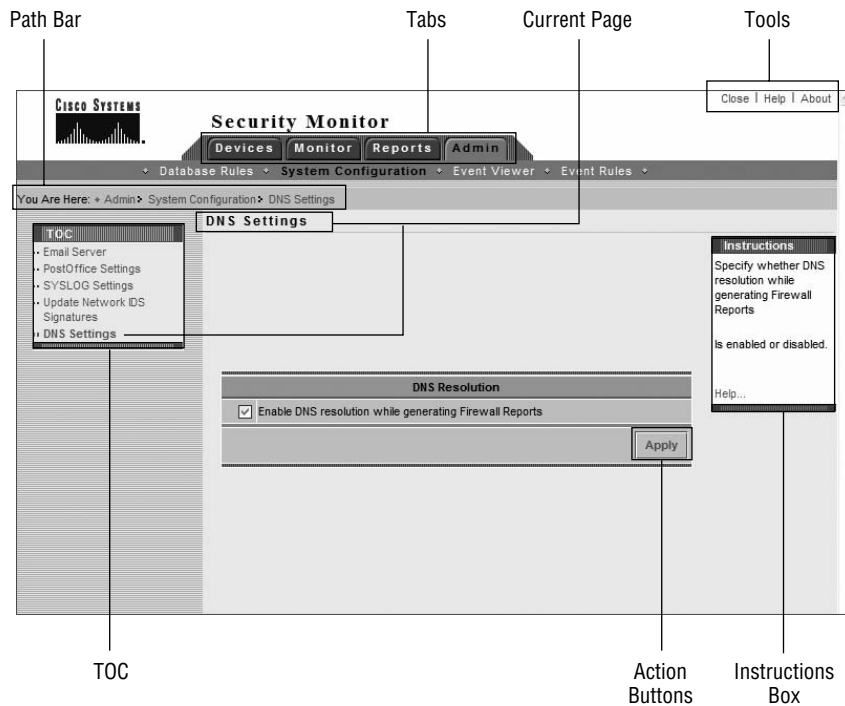 Path Bar
Tabs
Current Page
Tools
Close | Help | About
CISCO SYSTEMS
Security Monitor
Devices
Monitor
Reports
Admin
Database Rules
System Configuration
Event Viewer
Event Rules
You Are Here: Admin System Configuration DNS Settings
DNS Settings
TOC
Email Server
PostOffice Settings
SYSLOG Settings
Update Network IDS
Signatures
DNS Settings
Instructions
Specify whether DNS
resolution while
generating Firewall
Reports
Is enabled or disabled.
Help...
DNS Resolution
Enable DNS resolution while generating Firewall Reports
Apply
TOC
Action
Buttons
Instructions
Box